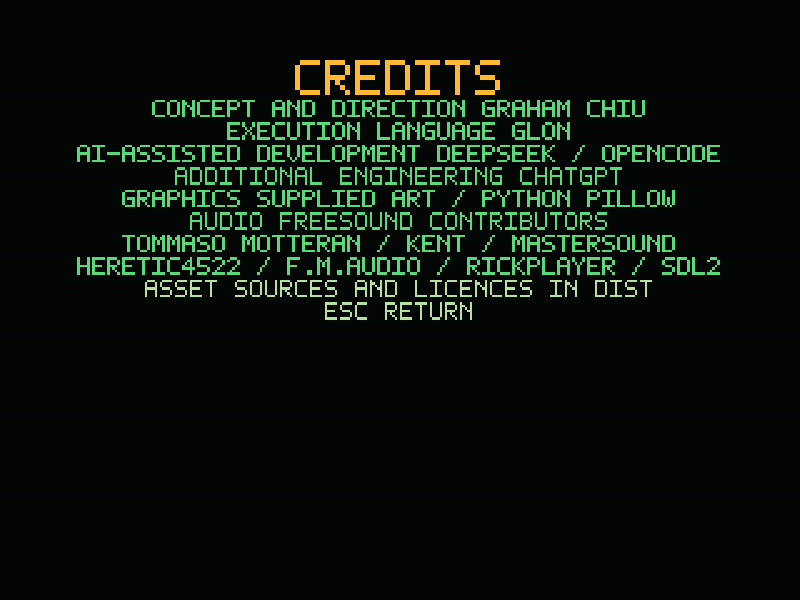 CREDITS
CONCEPT AND DIRECTION GRAHAM CHIU
EXECUTION LANGUAGE GLON
AI-ASSISTED DEVELOPMENT DEEPSEEK / OPENCODE
ADDITIONAL ENGINEERING CHATGPT
GRAPHICS SUPPLIED ART / PYTHON PILLOW
AUDIO FREESOUND CONTRIBUTORS
TOMMASO MOTTERAN / KENT / MASTERSOUND
HERETIC4522 / F.M.AUDIO / RICKPLAYER / SDL2
ASSET SOURCES AND LICENCES IN DIST
ESC RETURN